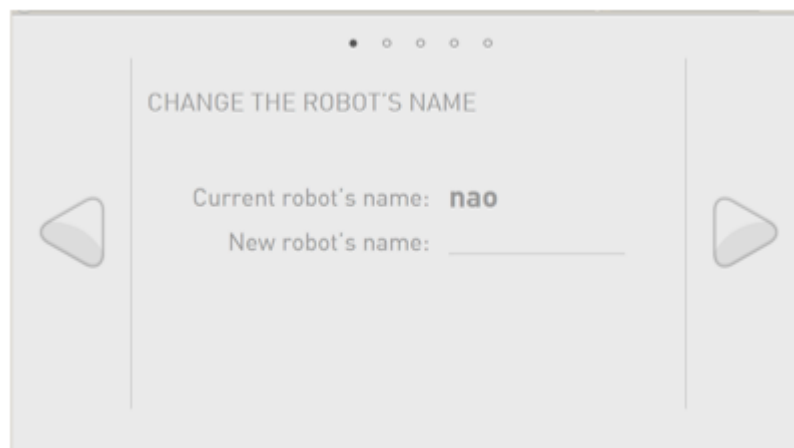 CHANGE THE ROBOT'S NAME
Current robot's name: nao
New robot's name: